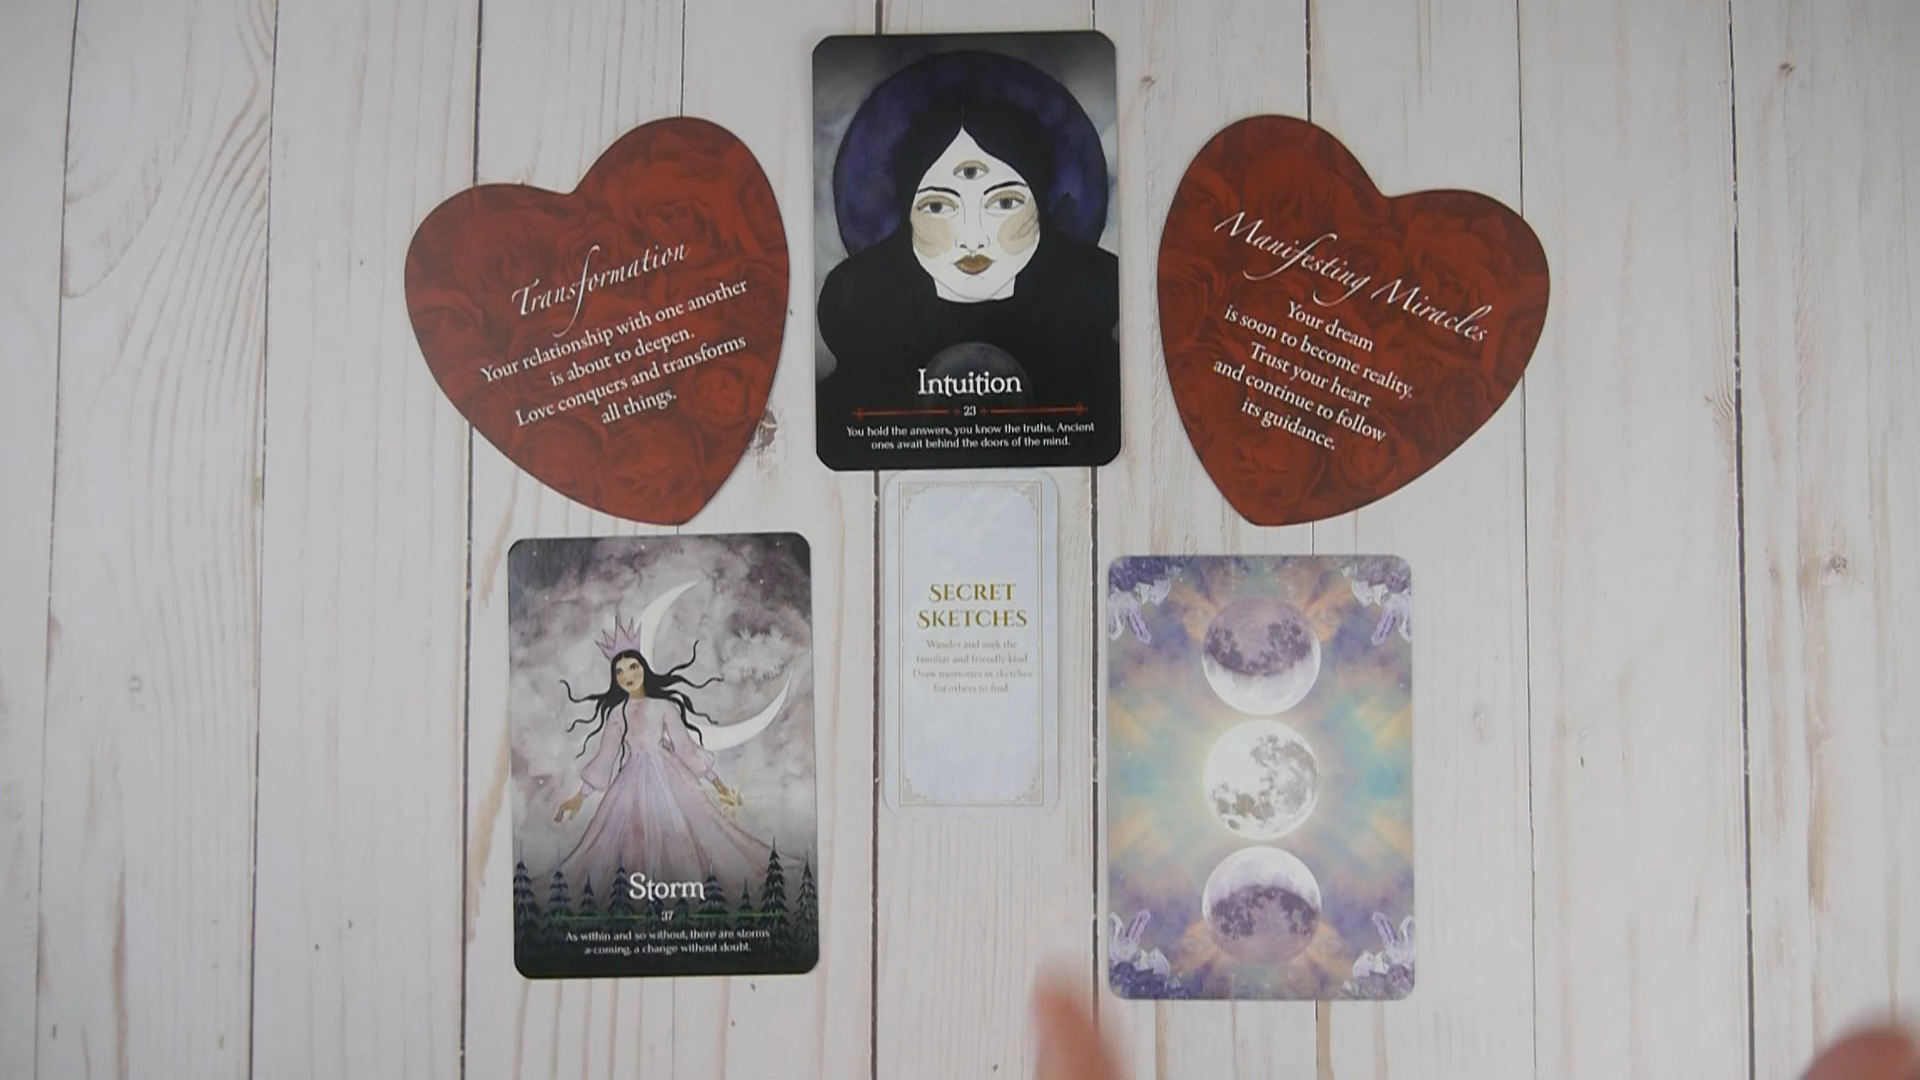 Transformation
Your relationship with one another
is about to deepen.
Love conquers and transforms
all things.
Intuition
23
You hold the answers, you know the truths. Ancient
ones await behind the doors of the mind.
Manifesting Miracles
Your dream
is soon to become reality.
Trust your heart
and continue to follow
its guidance.
Storm
37
As within and so without, there are storms
a-coming, a change without doubt.
SECRET
SKETCHES
Wander and seek the
familiar and friendly kind
Draw memories in sketches
for others to find